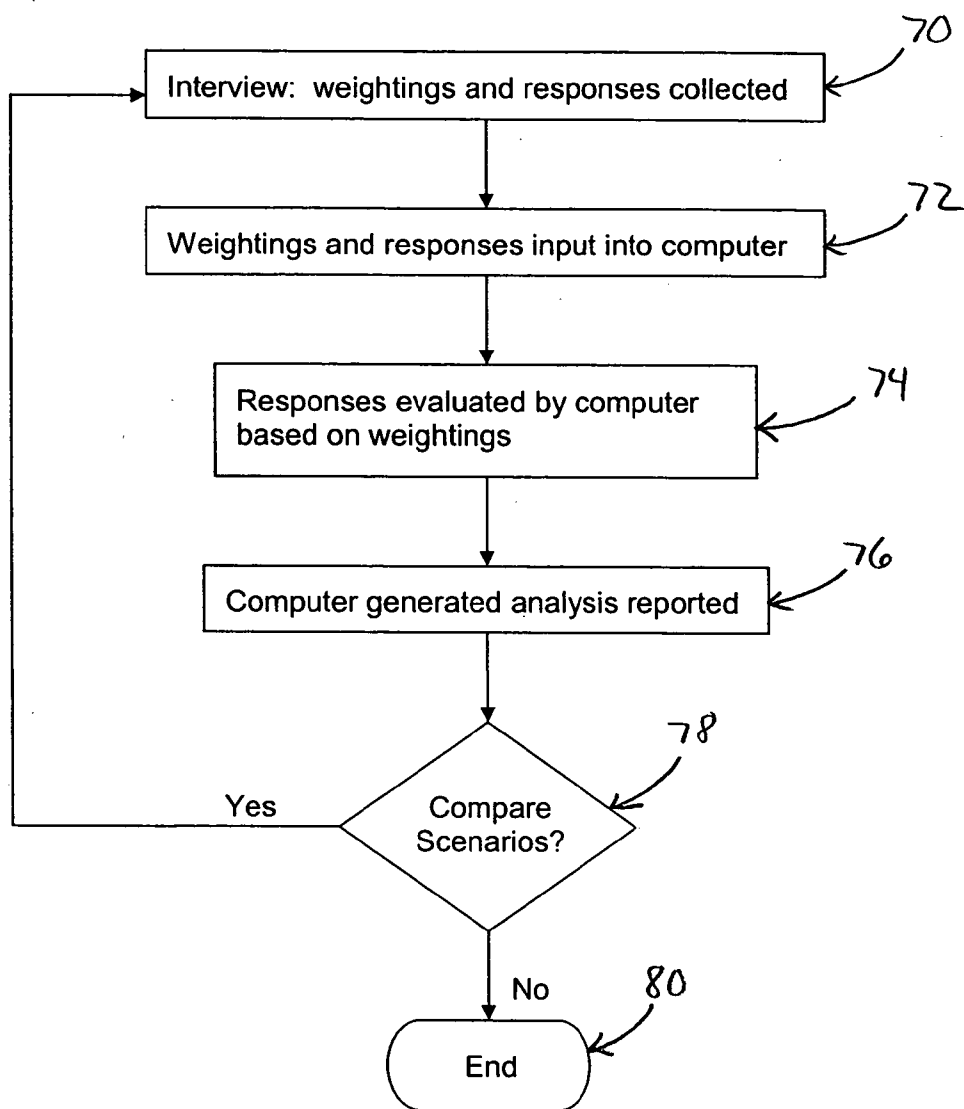 70
Interview: weightings and responses collected
72
Weightings and responses input into computer
74
Responses evaluated by computer
based on weightings
76
Computer generated analysis reported
78
Yes
Compare
Scenarios?
No
80
End